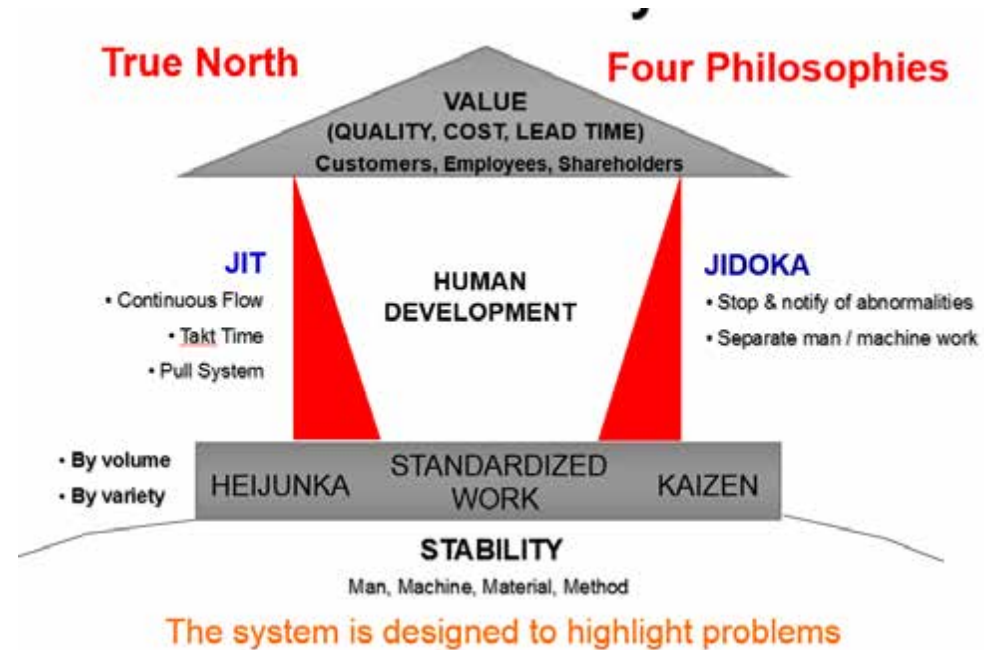 True North
Four Philosophies
VALUE
(QUALITY, COST, LEAD TIME)
Customers, Employees, Shareholders
JIT
• Continuous Flow
• Takt Time
• Pull System
HUMAN
DEVELOPMENT
JIDOKA
• Stop & notify of abnormalities
• Separate man / machine work
• By volume
• By variety
HEIJUNKA
STANDARDIZED
WORK
KAIZEN
STABILITY
Man, Machine, Material, Method
The system is designed to highlight problems